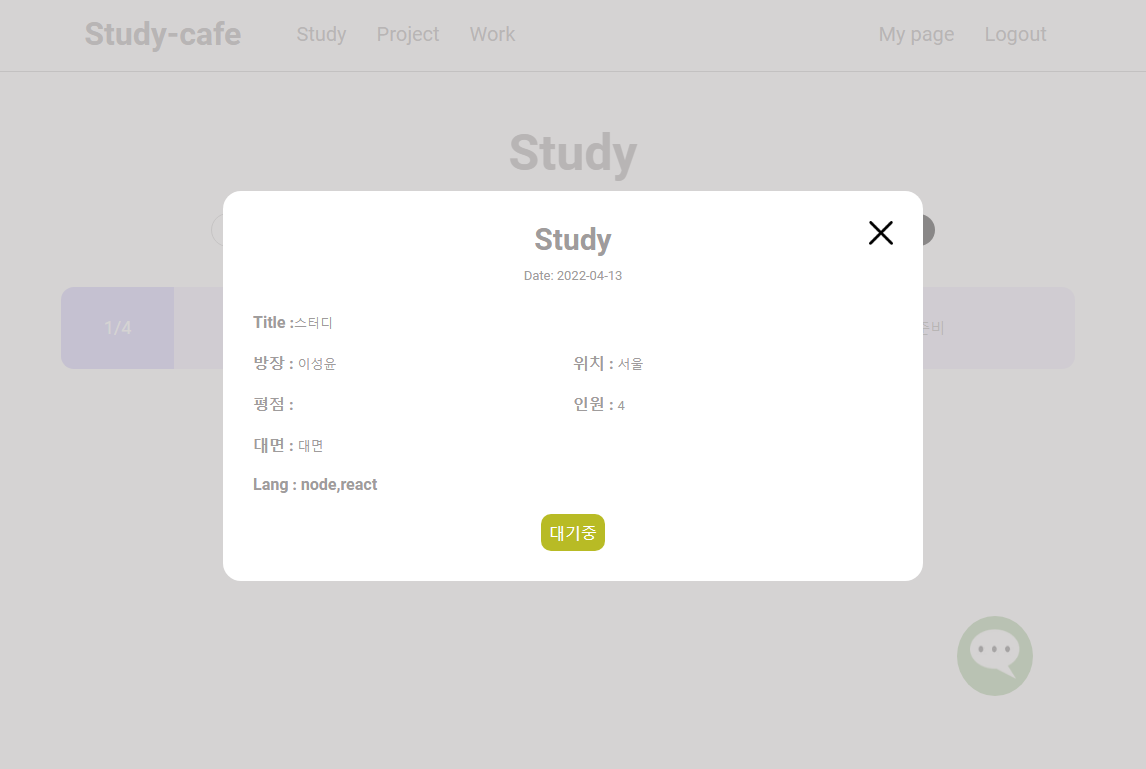 Study-cafe Study Project Work My page Logout
Study
Study
Date: 2022-04-13
1/4
Title :스터디
준비
방장 : 이성윤 위치 : 서울
평점 : 인원 : 4
대면 : 대면
Lang : node,react
대기중